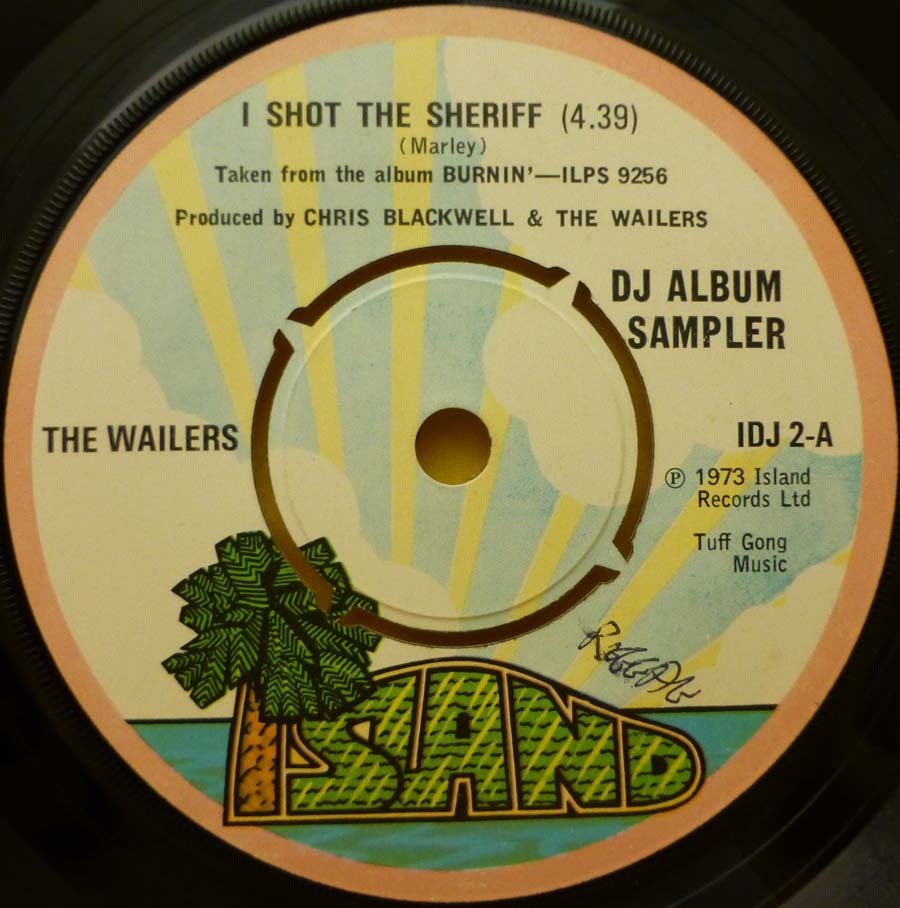 I SHOT THE SHERIFF (4.39)
(Marley)
Taken from the album BURNIN'—ILPS 9256
Produced by CHRIS BLACKWELL & THE WAILERS
DJ ALBUM
SAMPLER
THE WAILERS
IDJ 2-A
Ⓟ 1973 Island
Records Ltd
Tuff Gong
Music
REGGAE
ISLAND